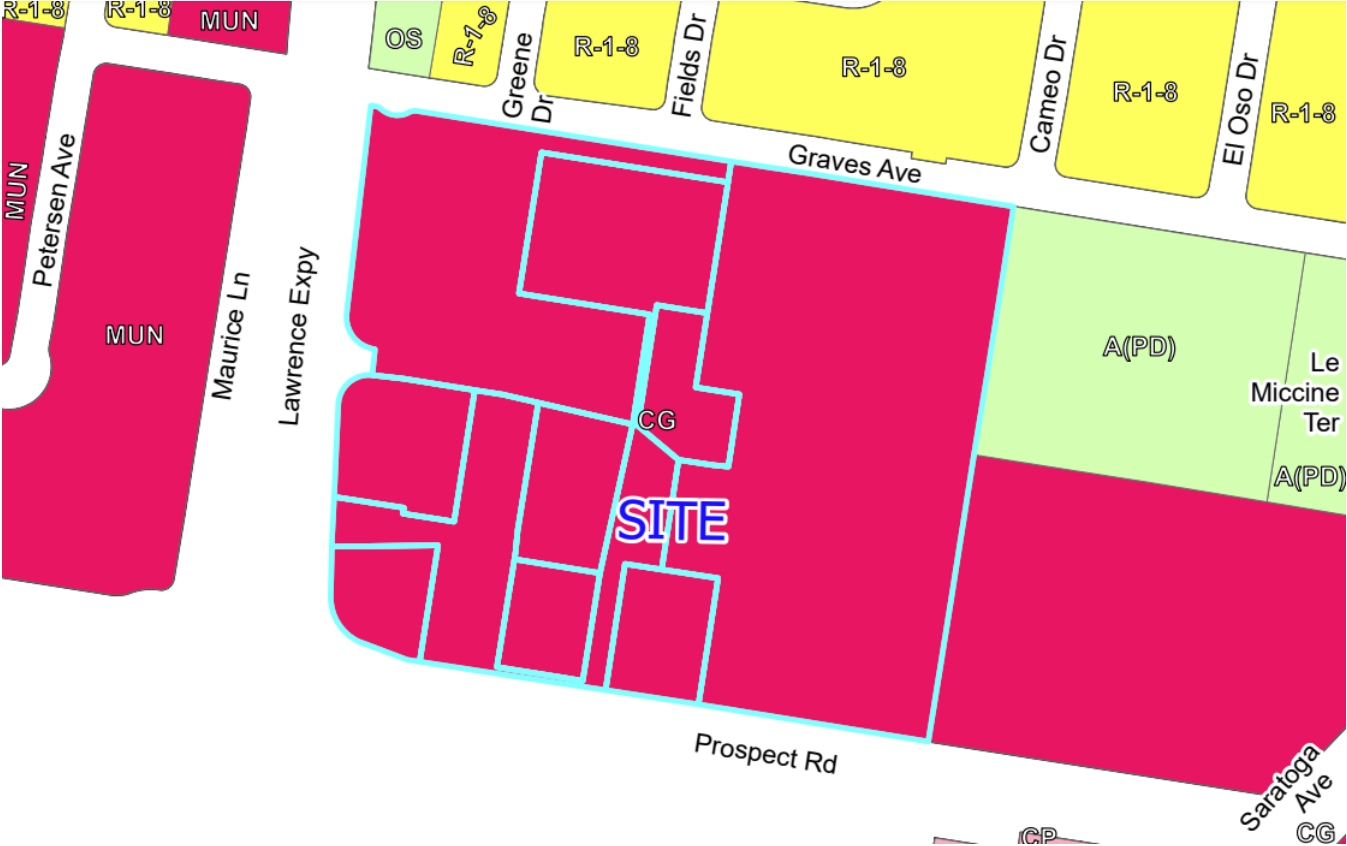 R-1-8
R-1-8
MUN
OS
R-1-8
Greene
Dr
R-1-8
Fields Dr
R-1-8
Cameo Dr
R-1-8
El Oso Dr
R-1-8
MUN
Petersen Ave
MUN
Maurice Ln
Lawrence Expy
Graves Ave
A(PD)
Le
Miccine
Ter
A(PD)
CG
SITE
Prospect Rd
Saratoga
Ave
CP
CG